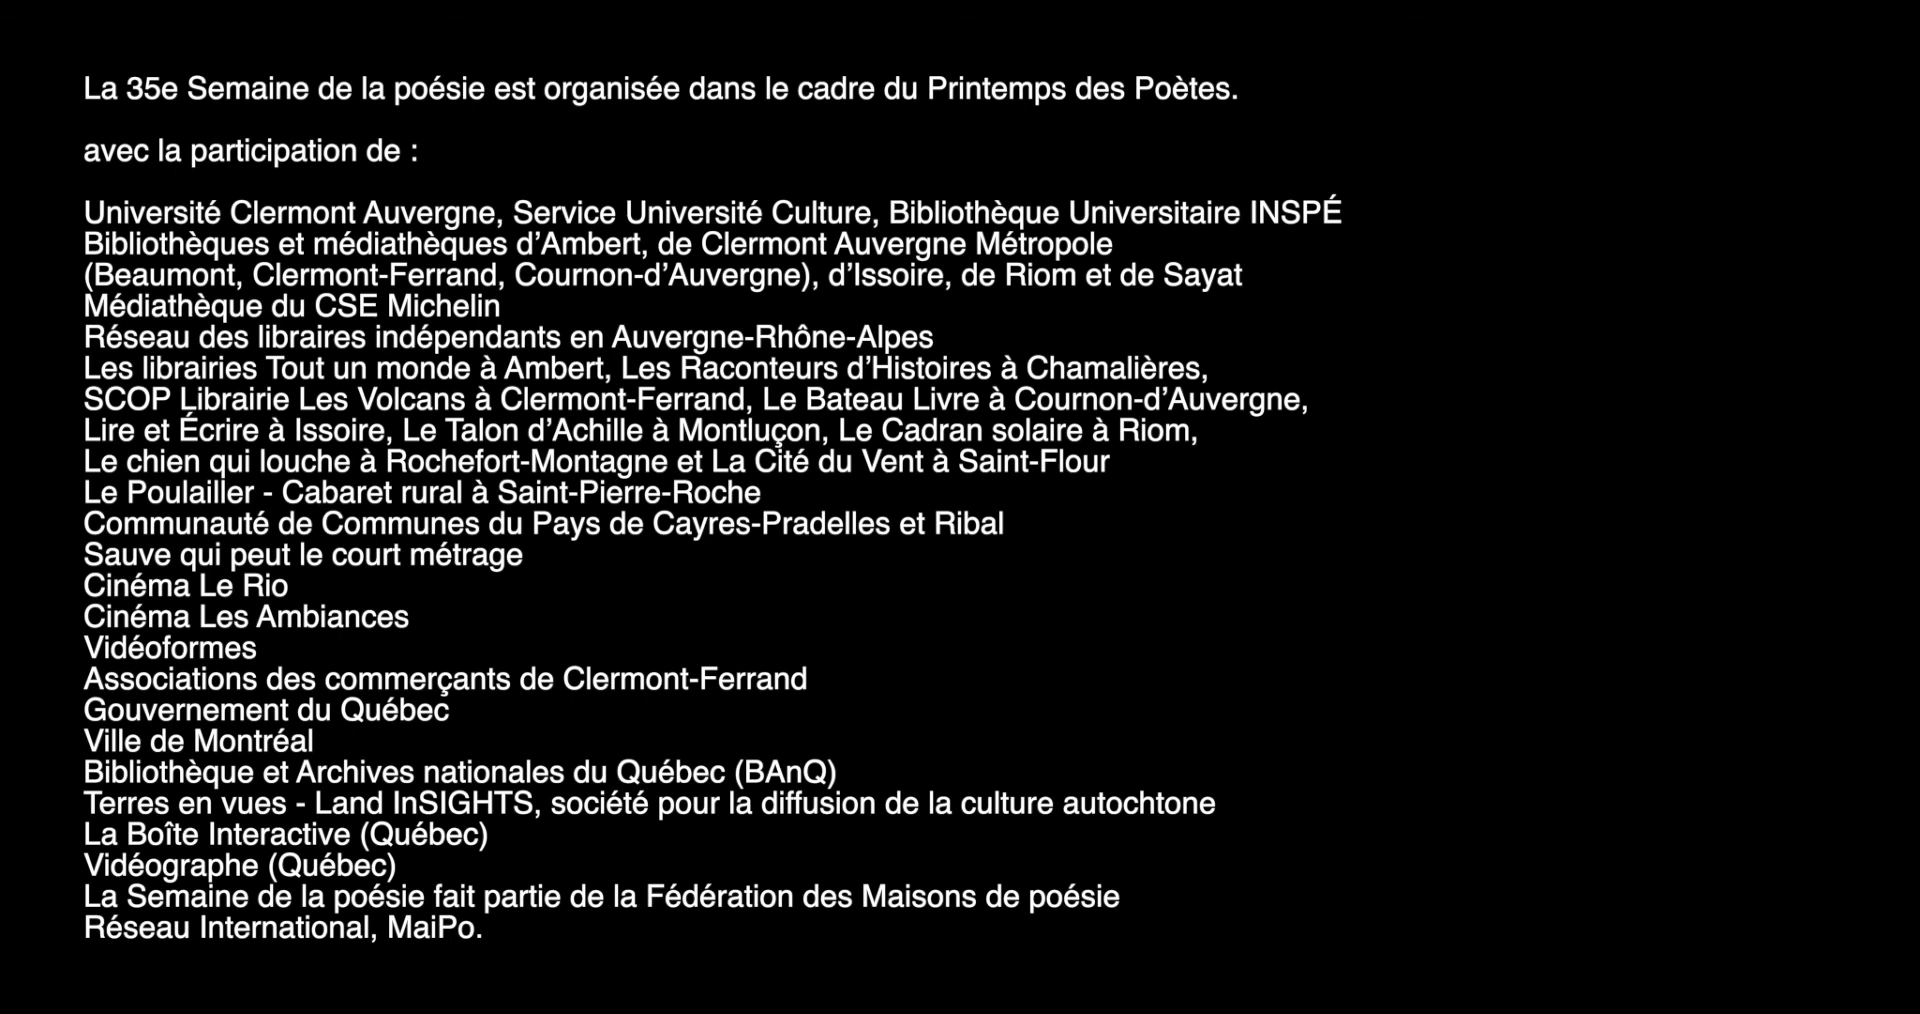 La 35e Semaine de la poésie est organisée dans le cadre du Printemps des Poètes.
avec la participation de :
Université Clermont Auvergne, Service Université Culture, Bibliothèque Universitaire INSPÉ
Bibliothèques et médiathèques d’Ambert, de Clermont Auvergne Métropole
(Beaumont, Clermont-Ferrand, Cournon-d’Auvergne), d’Issoire, de Riom et de Sayat
Médiathèque du CSE Michelin
Réseau des libraires indépendants en Auvergne-Rhône-Alpes
Les librairies Tout un monde à Ambert, Les Raconteurs d’Histoires à Chamalières,
SCOP Librairie Les Volcans à Clermont-Ferrand, Le Bateau Livre à Cournon-d’Auvergne,
Lire et Écrire à Issoire, Le Talon d’Achille à Montluçon, Le Cadran solaire à Riom,
Le chien qui louche à Rochefort-Montagne et La Cité du Vent à Saint-Flour
Le Poulailler - Cabaret rural à Saint-Pierre-Roche
Communauté de Communes du Pays de Cayres-Pradelles et Ribal
Sauve qui peut le court métrage
Cinéma Le Rio
Cinéma Les Ambiances
Vidéoformes
Associations des commerçants de Clermont-Ferrand
Gouvernement du Québec
Ville de Montréal
Bibliothèque et Archives nationales du Québec (BAnQ)
Terres en vues - Land InSIGHTS, société pour la diffusion de la culture autochtone
La Boîte Interactive (Québec)
Vidéographe (Québec)
La Semaine de la poésie fait partie de la Fédération des Maisons de poésie
Réseau International, MaiPo.